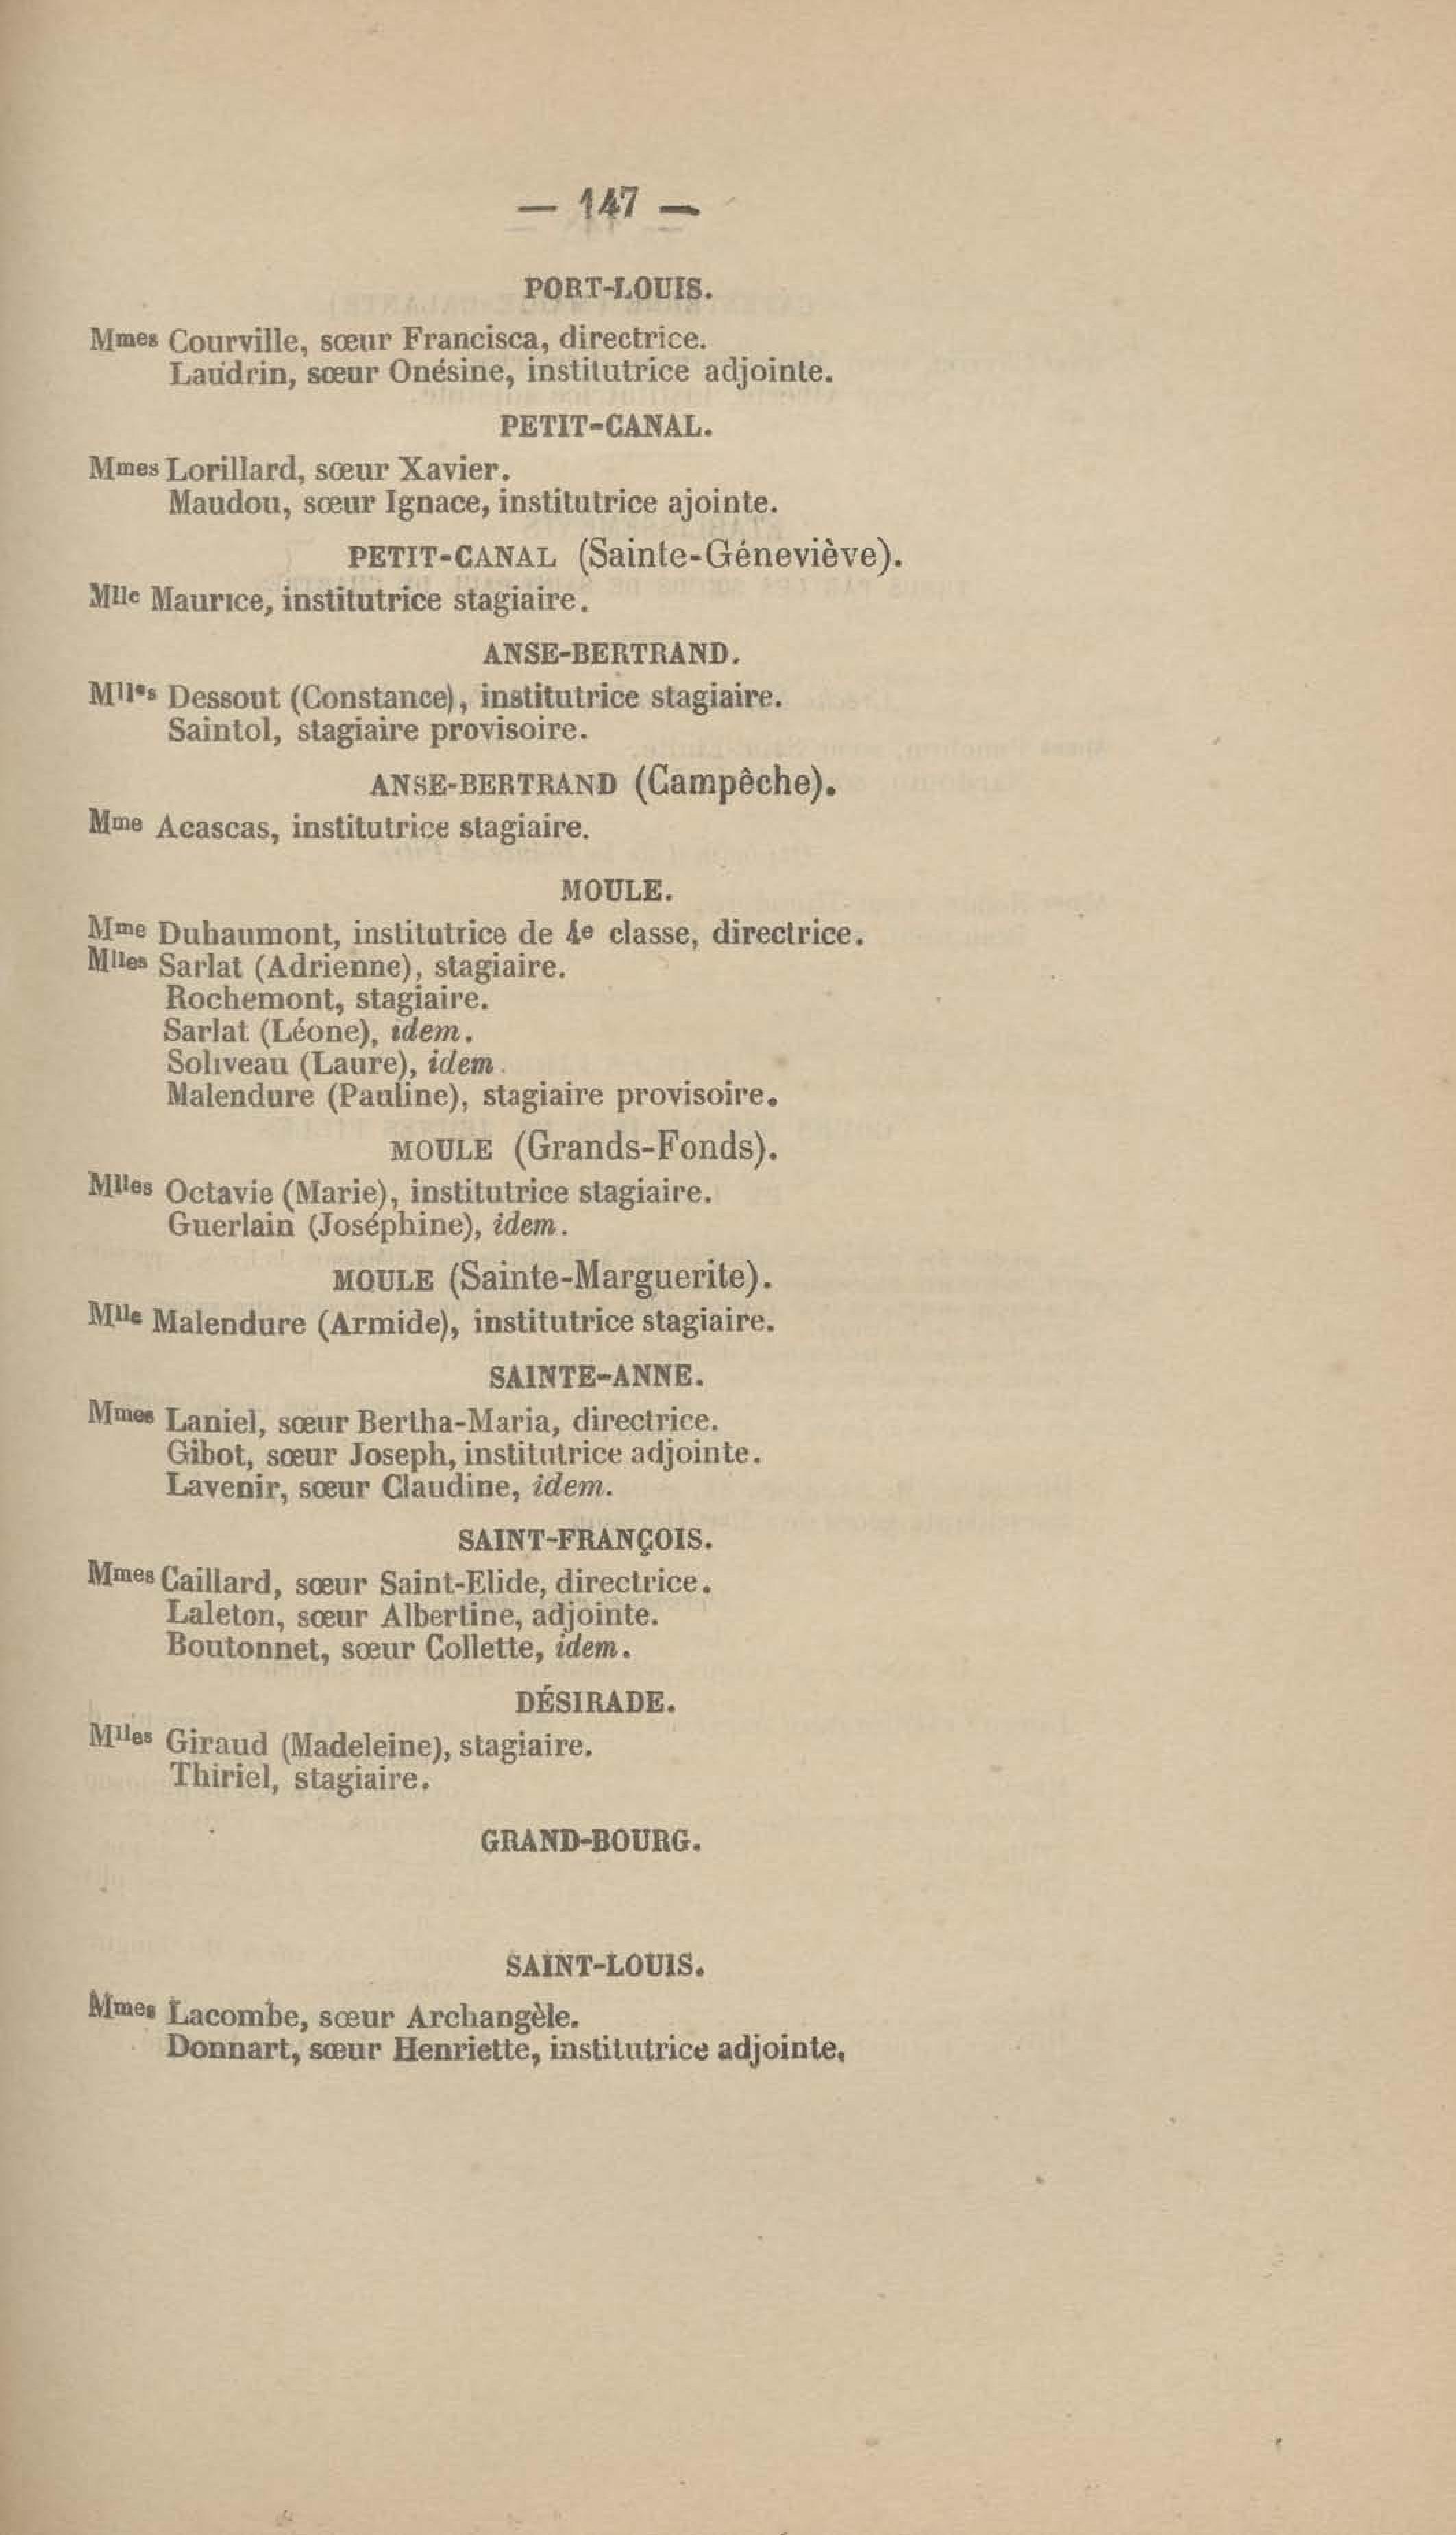 — 147 —
PORT-LOUIS.
Mmes Courville, sœur Francisca, directrice.
Laudrin, sœur Onésine, institutrice adjointe.
PETIT-CANAL.
Mmes Lorillard, sœur Xavier.
Maudou, sœur Ignace, institutrice ajointe.
PETIT-CANAL (Sainte-Géneviève).
Mlle Maurice, institutrice stagiaire.
ANSE-BERTRAND.
Mlles Dessout (Constance), institutrice stagiaire.
Saintol, stagiaire provisoire.
ANSE-BERTRAND (Campêche).
Mme Acascas, institutrice stagiaire.
MOULE.
Mme Duhaumont, institutrice de 4e classe, directrice.
Mlles Sarlat (Adrienne), stagiaire.
Rochemont, stagiaire.
Sarlat (Léone), idem.
Soliveau (Laure), idem.
Malendure (Pauline), stagiaire provisoire.
MOULE (Grands-Fonds).
Mlles Octavie (Marie), institutrice stagiaire.
Guerlain (Joséphine), idem.
MOULE (Sainte-Marguerite).
Mlle Malendure (Armide), institutrice stagiaire.
SAINTE-ANNE.
Mmes Laniel, sœur Bertha-Maria, directrice.
Gibot, sœur Joseph, institutrice adjointe.
Lavenir, sœur Claudine, idem.
SAINT-FRANÇOIS.
Mmes Caillard, sœur Saint-Elide, directrice.
Laleton, sœur Albertine, adjointe.
Boutonnet, sœur Collette, idem.
DÉSIRADE.
Mlles Giraud (Madeleine), stagiaire.
Thiriel, stagiaire.
GRAND-BOURG.
SAINT-LOUIS.
Mmes Lacombe, sœur Archangèle.
Donnart, sœur Henriette, institutrice adjointe,